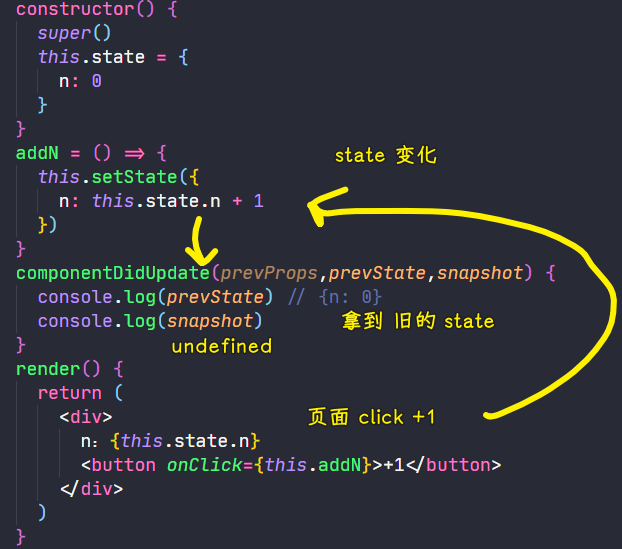 constructor() {
super()
this.state = {
n: 0
}
}
addN = () => {
state 变化
this.setState({
n: this.state.n + 1
})
}
componentDidUpdate(prevProps,prevState,snapshot) {
console.log(prevState) // {n: 0}
console.log(snapshot)
拿到 旧的 state
}
undefined
render() {
return (
<div>
页面 click +1
n: {this.state.n}
<button onClick={this.addN}>+1</button>
</div>
)
}